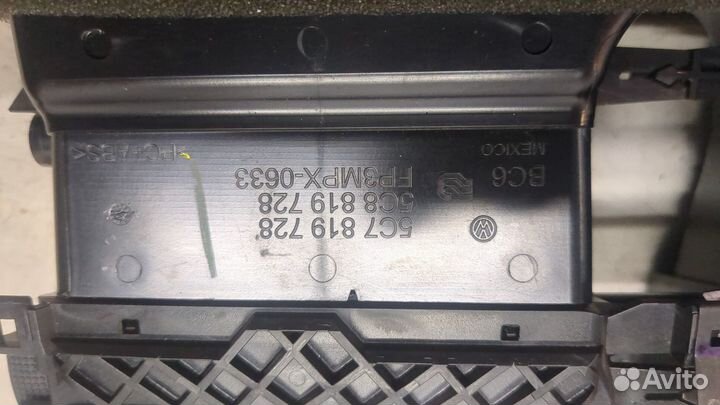 5C7 819 728
5C8 819 728
FP3MPX-0633
BC6
MEXICO
>PC+ABS<
Avito